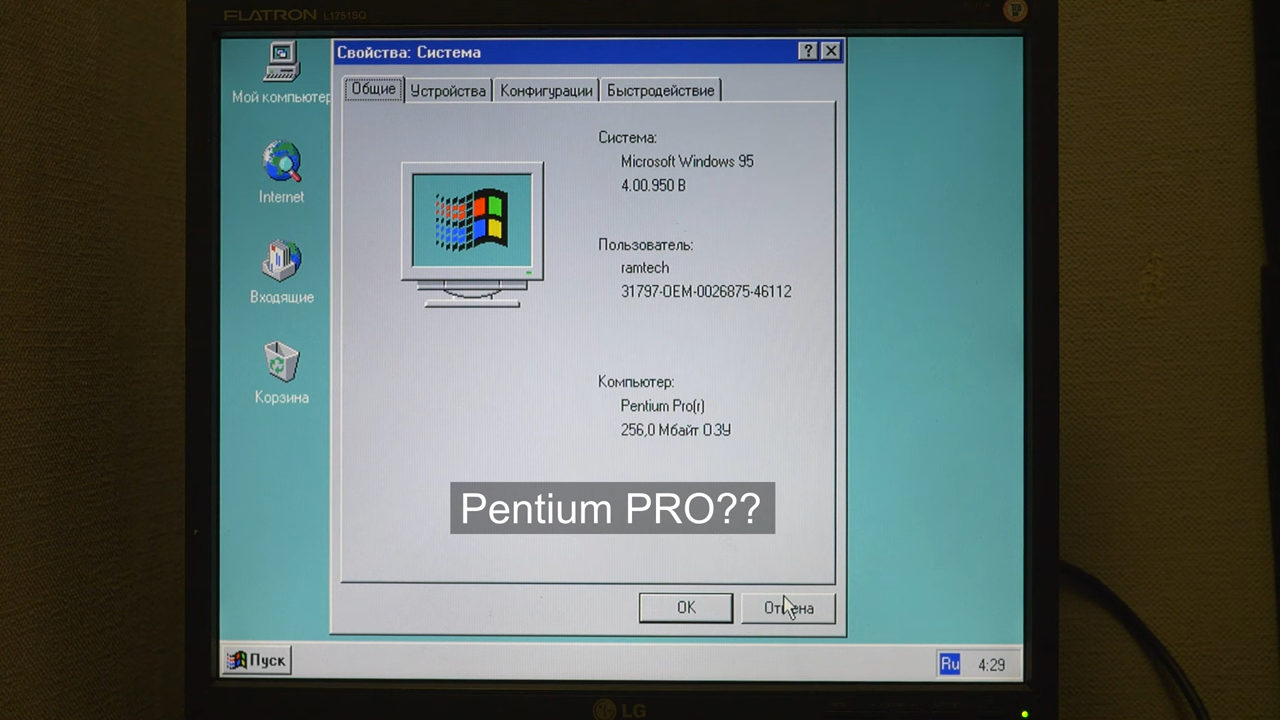 FLATRON L1751SQ
Свойства: Система
Мой компьютер
Общие
Устройства
Конфигурации
Быстродействие
Система:
Microsoft Windows 95
4.00.950 B
Internet
Пользователь:
ramtech
31797-OEM-0026875-46112
Входящие
Компьютер:
Pentium Pro(r)
256,0 Мбайт ОЗУ
Корзина
Pentium PRO??
OK
Отмена
Пуск
Ru
4:29
LG